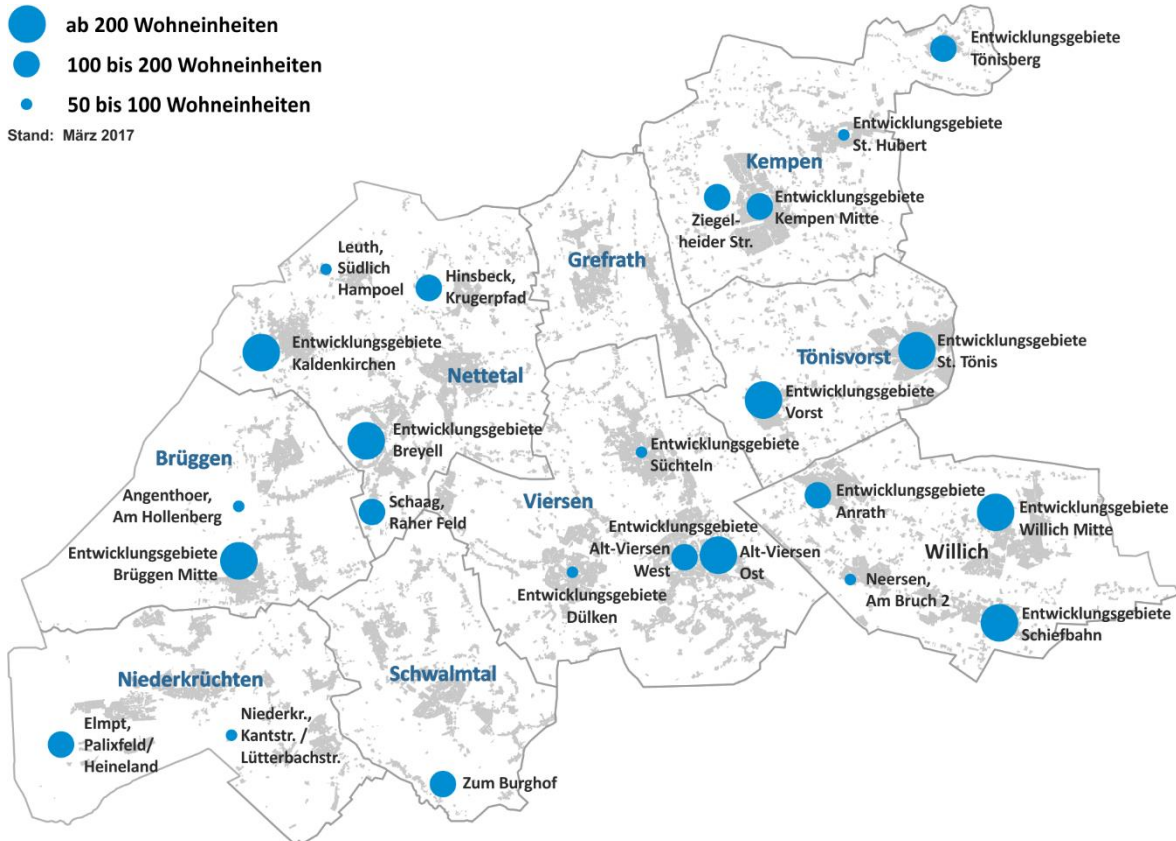 ab 200 Wohneinheiten
100 bis 200 Wohneinheiten
50 bis 100 Wohneinheiten
Stand: März 2017
Entwicklungsgebiete
Tönisberg
Entwicklungsgebiete
St. Hubert
Kempen
Ziegel-
heider Str.
Entwicklungsgebiete
Kempen Mitte
Grefrath
Leuth,
Südlich
Hampoel
Hinsbeck,
Krugerpfad
Entwicklungsgebiete
Kaldenkirchen
Nettetal
Entwicklungsgebiete
Breyell
Schaag,
Raher Feld
Tönisvorst
Entwicklungsgebiete
St. Tönis
Entwicklungsgebiete
Vorst
Brüggen
Angenthoer,
Am Hollenberg
Entwicklungsgebiete
Brüggen Mitte
Viersen
Entwicklungsgebiete
Süchteln
Entwicklungsgebiete
Alt-Viersen
West
Alt-Viersen
Ost
Entwicklungsgebiete
Dülken
Entwicklungsgebiete
Anrath
Entwicklungsgebiete
Willich Mitte
Willich
Neersen,
Am Bruch 2
Entwicklungsgebiete
Schiefbahn
Niederkrüchten
Elmpt,
Palixfeld/
Heineland
Niederkr.,
Kantstr. /
Lütterbachstr.
Schwalmtal
Zum Burghof